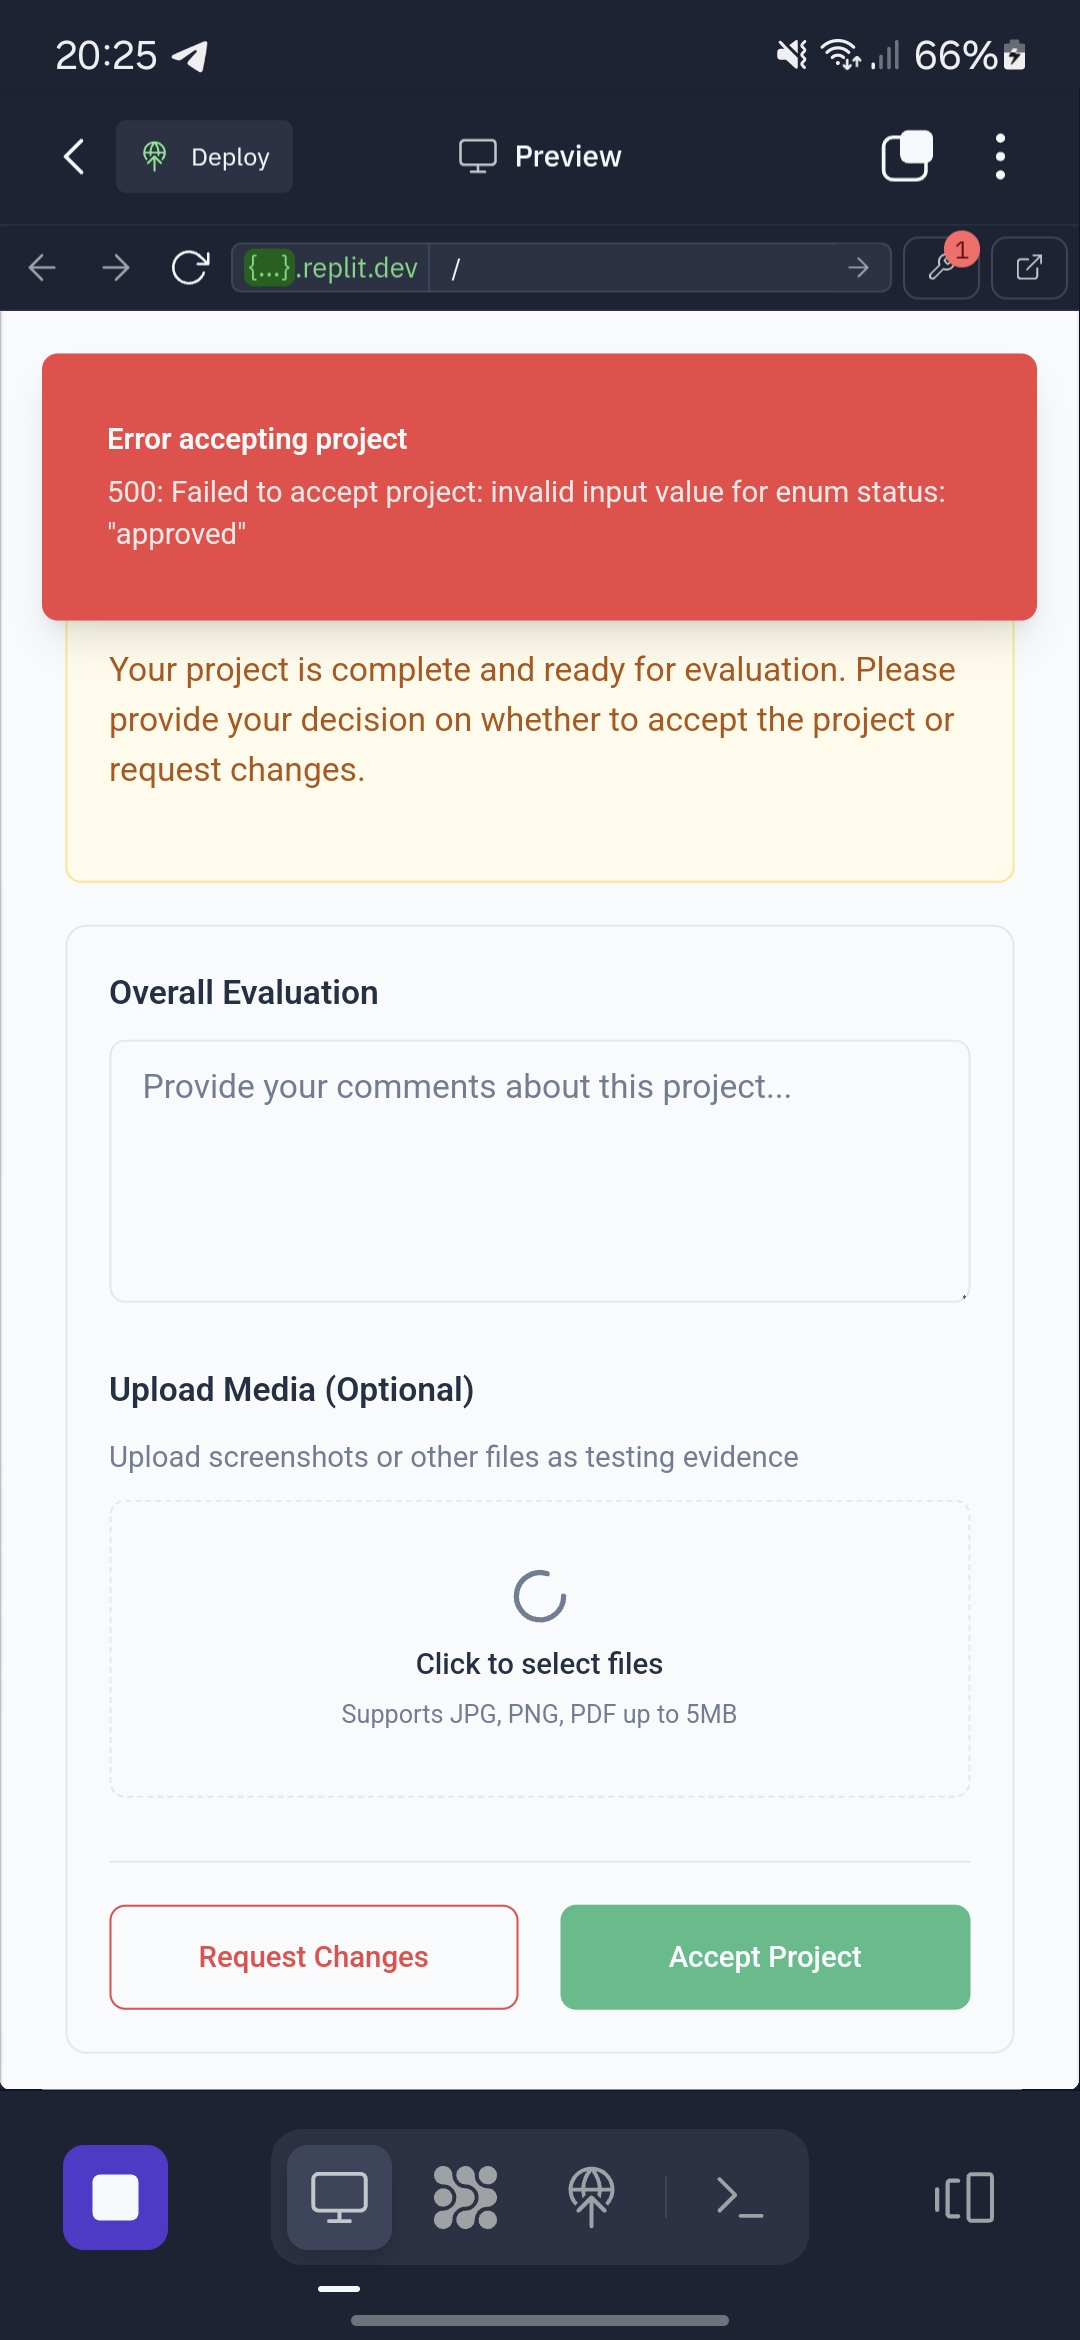 20:25
66%
Deploy
Preview
{...}.replit.dev
/
1
Error accepting project
500: Failed to accept project: invalid input value for enum status:
"approved"
Your project is complete and ready for evaluation. Please
provide your decision on whether to accept the project or
request changes.
Overall Evaluation
Provide your comments about this project...
Upload Media (Optional)
Upload screenshots or other files as testing evidence
Click to select files
Supports JPG, PNG, PDF up to 5MB
Request Changes
Accept Project